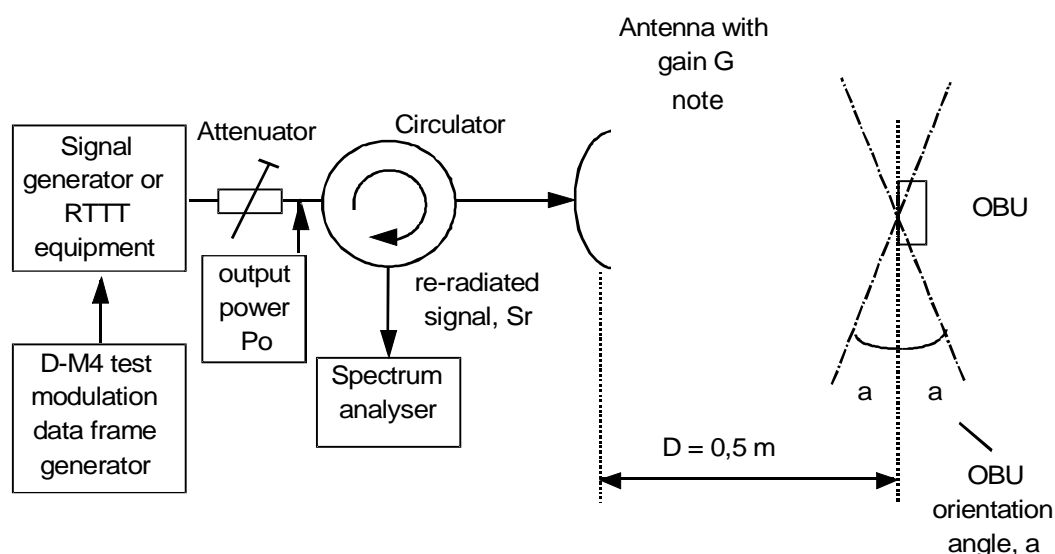 Antenna with
gain G
note
Attenuator
Circulator
Signal
generator or
RTTT
equipment
OBU
output
power
Po
re-radiated
signal, Sr
D-M4 test
modulation
data frame
generator
Spectrum
analyser
a
a
D = 0,5 m
OBU
orientation
angle, a